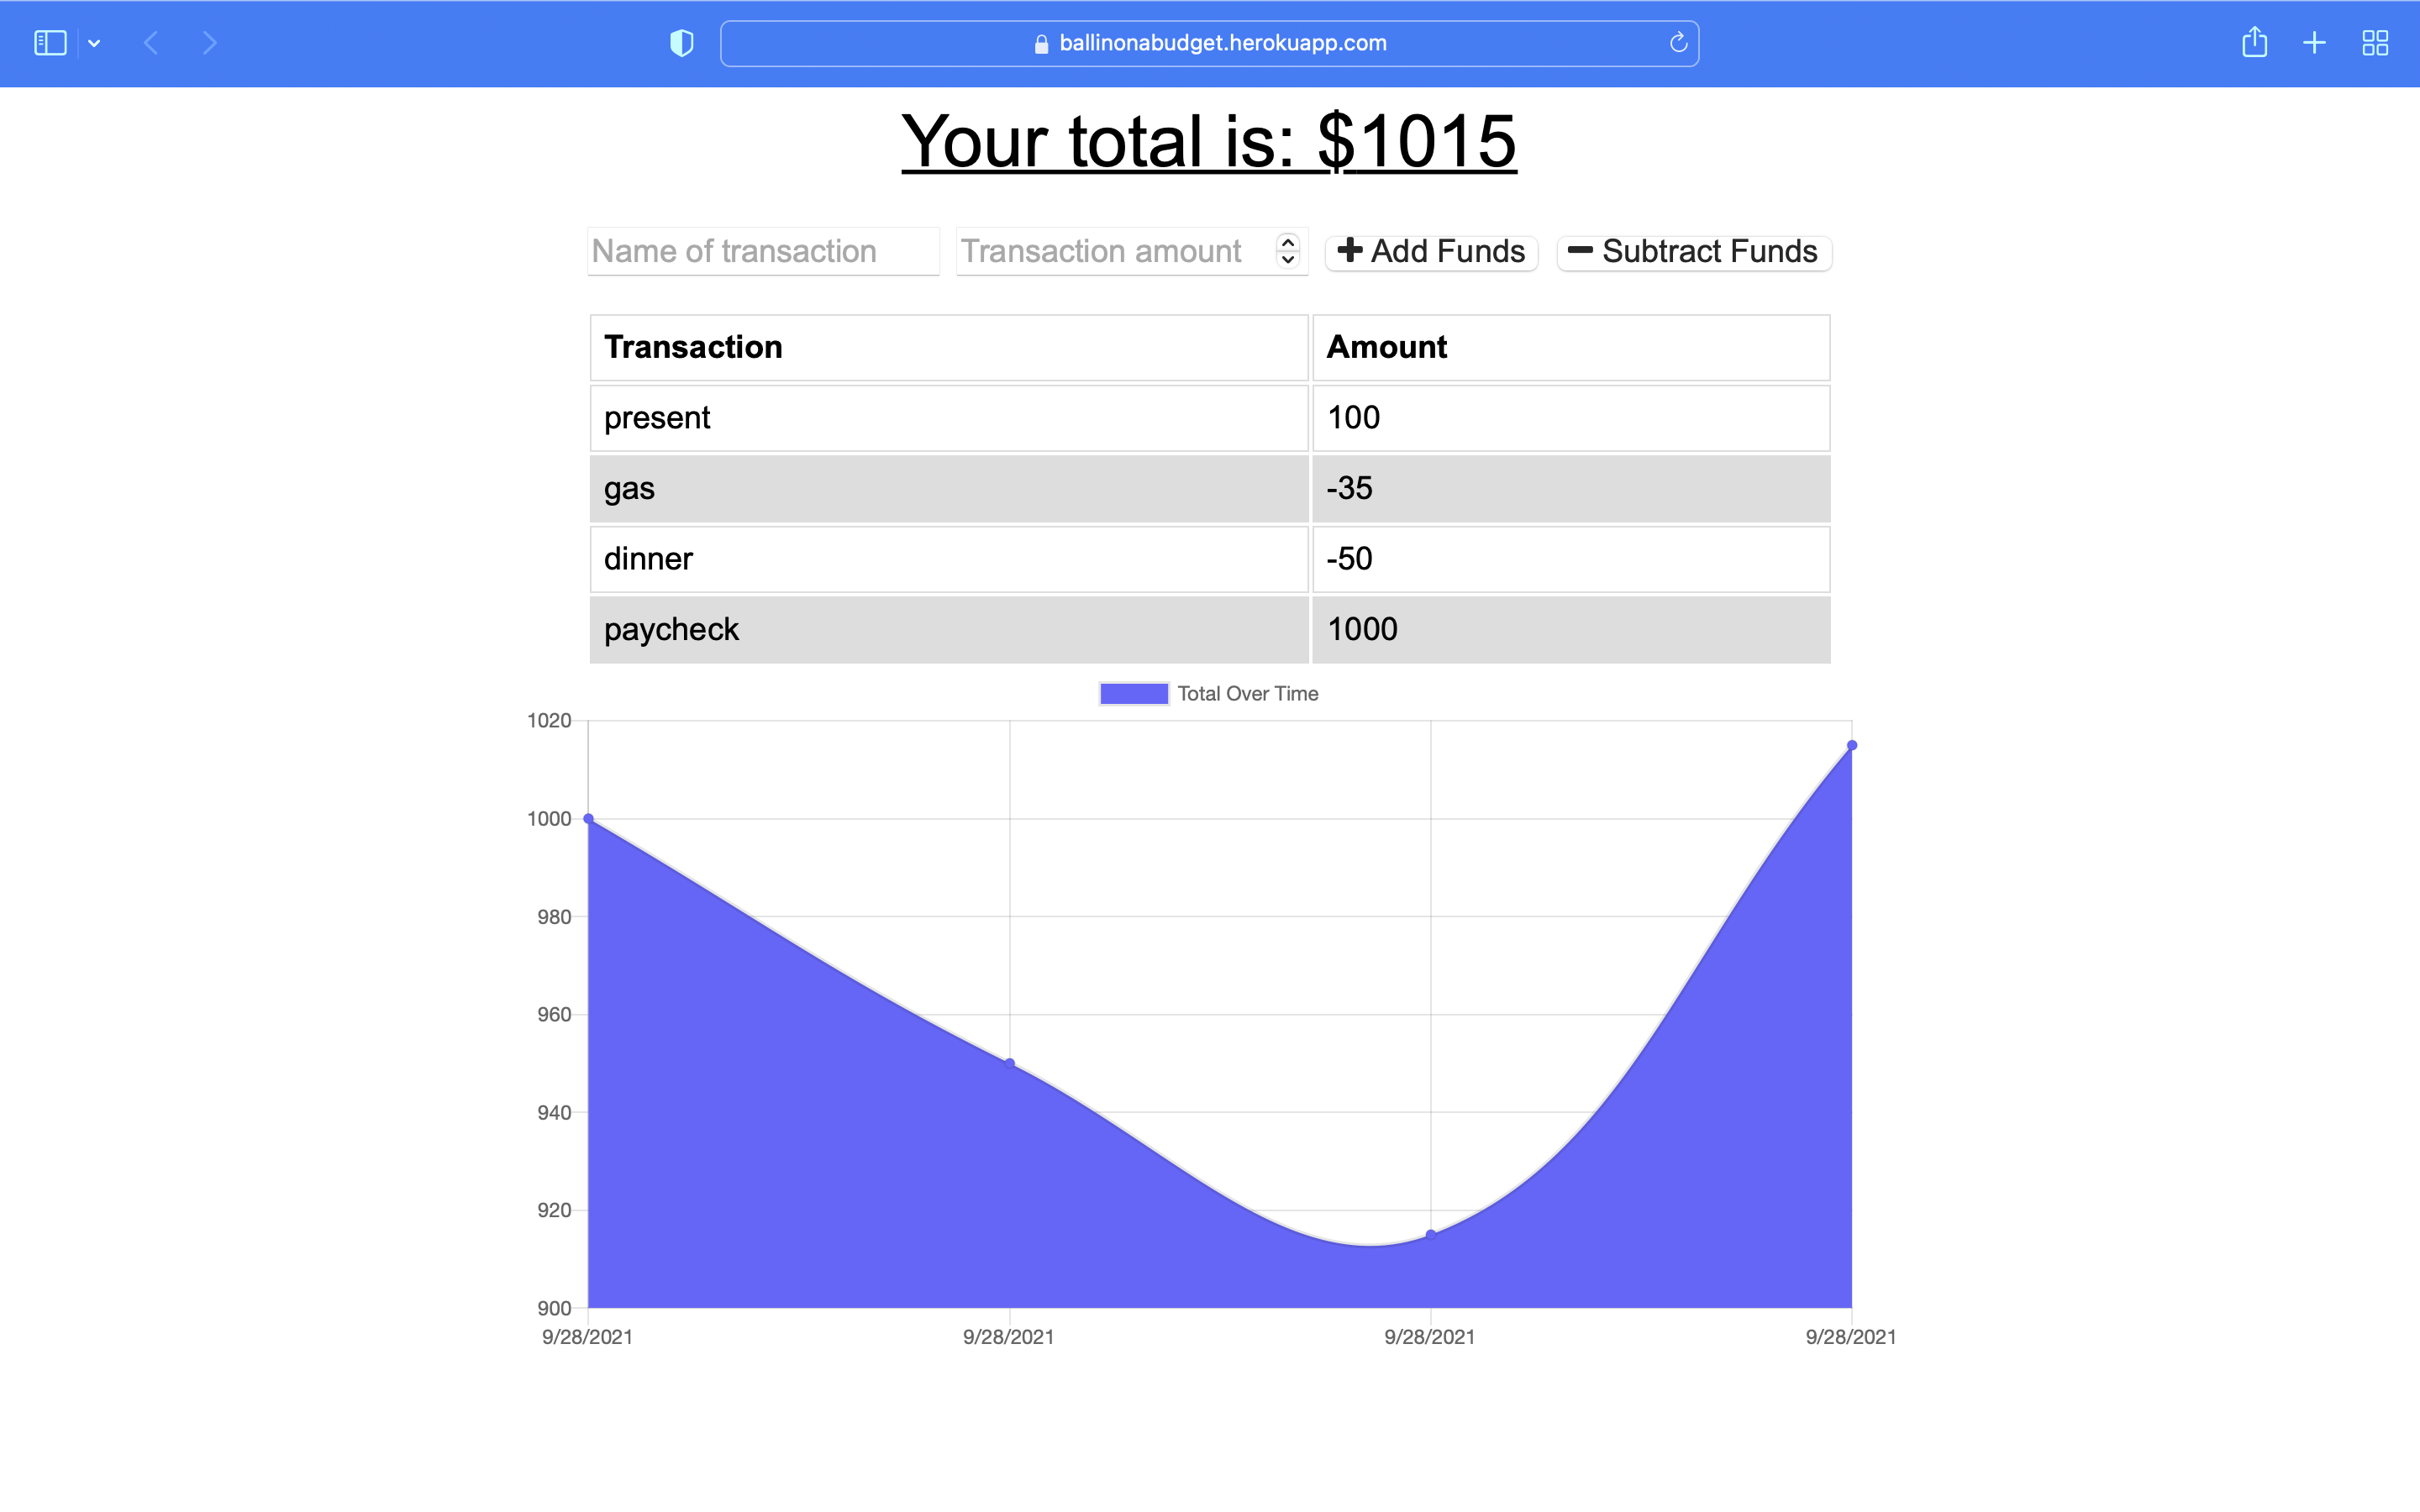 ballinonabudget.herokuapp.com
Your total is: $1015
Name of transaction Transaction amount Add Funds Subtract Funds
Transaction Amount
present 100
gas -35
dinner -50
paycheck 1000
Total Over Time
1020
1000
980
960
940
920
900
9/28/2021 9/28/2021 9/28/2021 9/28/2021